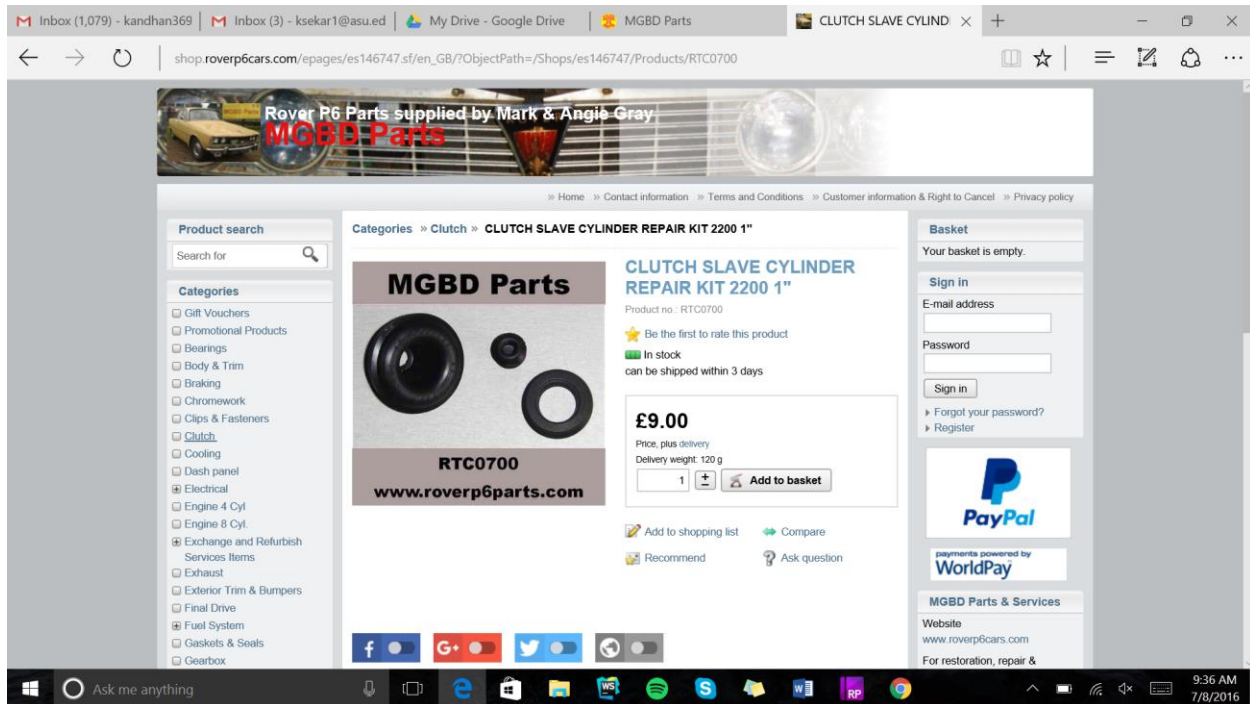 Inbox (1,079) - kandhan369
Inbox (3) - ksekar1@asu.ed
My Drive - Google Drive
MGBD Parts
CLUTCH SLAVE CYLIND
shop.roverp6cars.com/epages/es146747.sf/en_GB/?ObjectPath=/Shops/es146747/Products/RTC0700
Rover P6 Parts supplied by Mark & Angie Gray
MGBD Parts
» Home » Contact information » Terms and Conditions » Customer information & Right to Cancel » Privacy policy
Product search
Search for
Categories
Gift Vouchers
Promotional Products
Bearings
Body & Trim
Braking
Chromework
Clips & Fasteners
Clutch
Cooling
Dash panel
Electrical
Engine 4 Cyl
Engine 8 Cyl.
Exchange and Refurbish
Services Items
Exhaust
Exterior Trim & Bumpers
Final Drive
Fuel System
Gaskets & Seals
Gearbox
Categories » Clutch » CLUTCH SLAVE CYLINDER REPAIR KIT 2200 1"
MGBD Parts
RTC0700
www.roverp6parts.com
CLUTCH SLAVE CYLINDER
REPAIR KIT 2200 1"
Product no.: RTC0700
Be the first to rate this product
In stock
can be shipped within 3 days
£9.00
Price, plus delivery
Delivery weight: 120 g
1
Add to basket
Add to shopping list
Compare
Recommend
Ask question
f
G+
Basket
Your basket is empty.
Sign in
E-mail address
Password
Sign in
Forgot your password?
Register
PayPal
payments powered by
WorldPay
MGBD Parts & Services
Website
www.roverp6cars.com
For restoration, repair &
Ask me anything
WS
S
W
RP
9:36 AM
7/8/2016